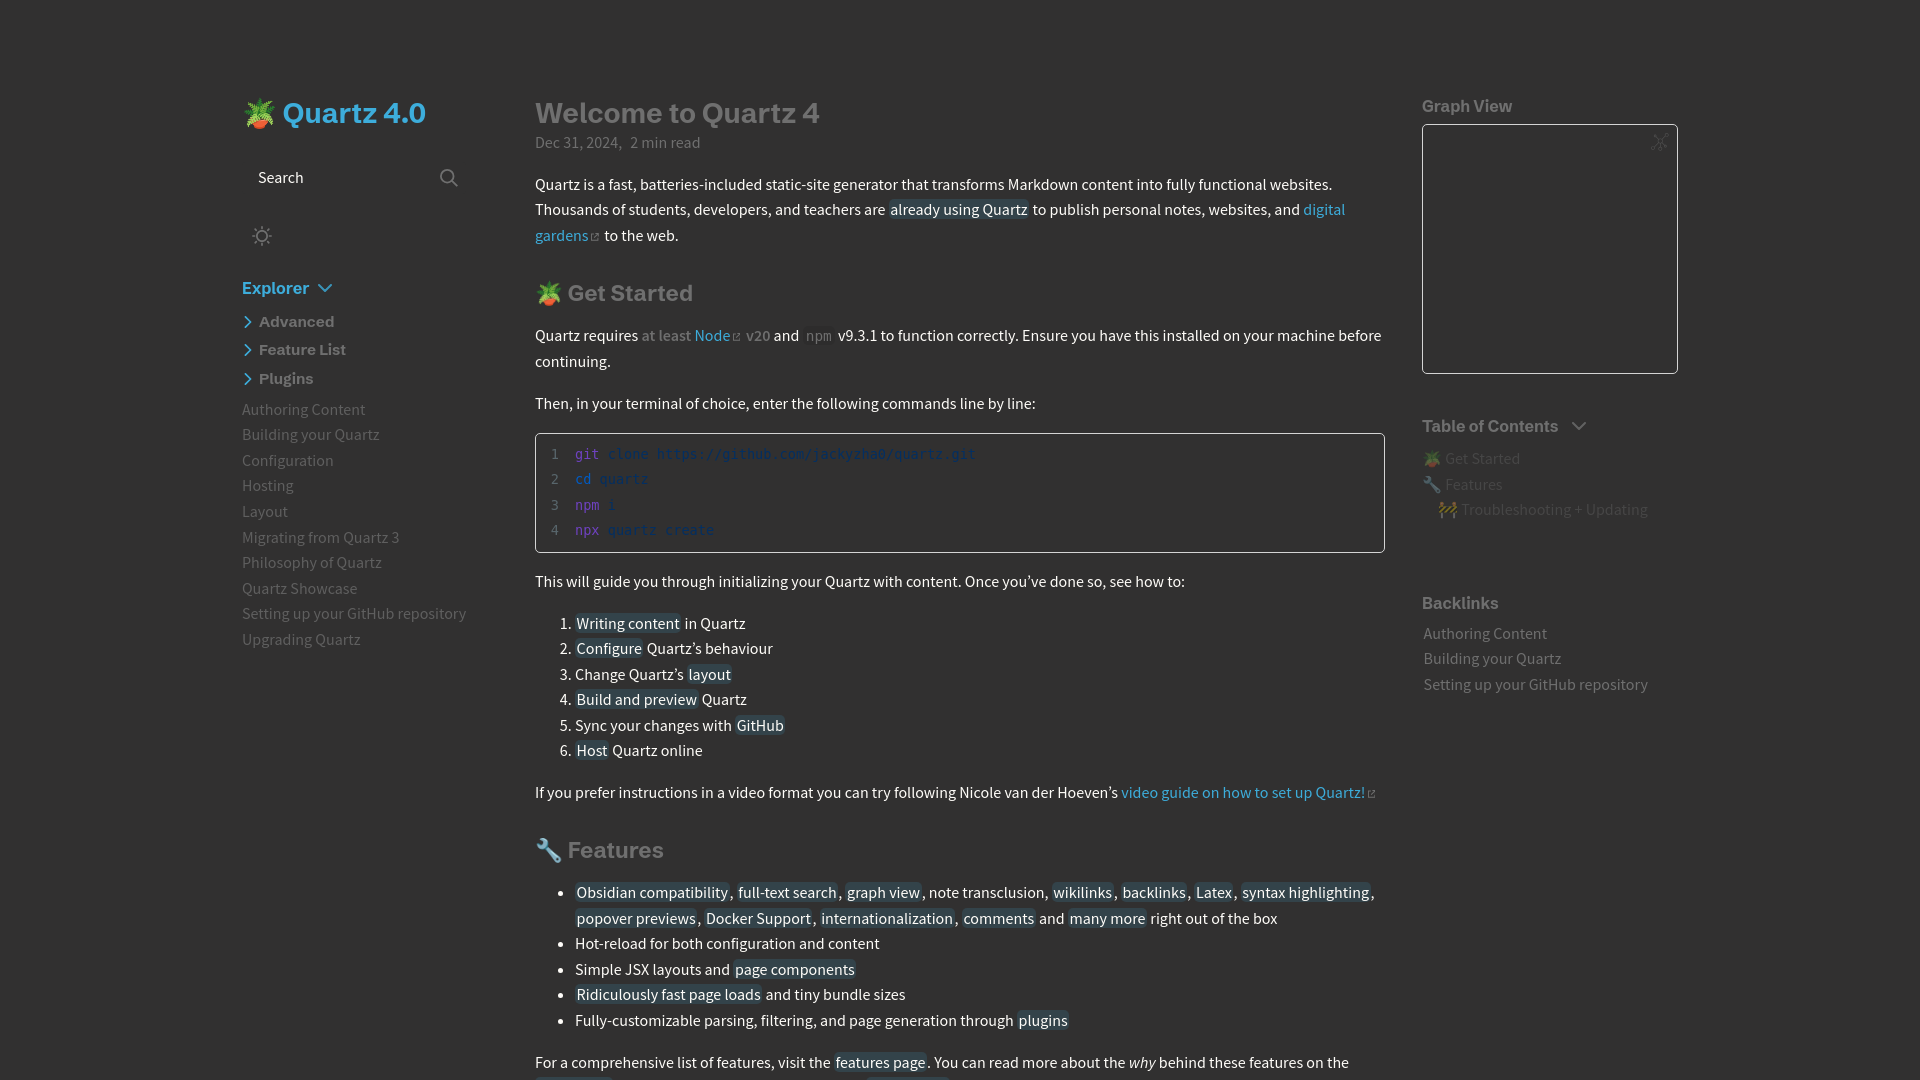 🪴 Quartz 4.0
Search
Explorer
Advanced
Feature List
Plugins
Authoring Content
Building your Quartz
Configuration
Hosting
Layout
Migrating from Quartz 3
Philosophy of Quartz
Quartz Showcase
Setting up your GitHub repository
Upgrading Quartz
Welcome to Quartz 4
Dec 31, 2024, 2 min read
Quartz is a fast, batteries-included static-site generator that transforms Markdown content into fully functional websites.
Thousands of students, developers, and teachers are already using Quartz to publish personal notes, websites, and digital
gardens to the web.
🪴 Get Started
Quartz requires at least Node v20 and npm v9.3.1 to function correctly. Ensure you have this installed on your machine before
continuing.
Then, in your terminal of choice, enter the following commands line by line:
1 git clone https://github.com/jackyzha0/quartz.git
2 cd quartz
3 npm i
4 npx quartz create
This will guide you through initializing your Quartz with content. Once you’ve done so, see how to:
1. Writing content in Quartz
2. Configure Quartz’s behaviour
3. Change Quartz’s layout
4. Build and preview Quartz
5. Sync your changes with GitHub
6. Host Quartz online
If you prefer instructions in a video format you can try following Nicole van der Hoeven’s video guide on how to set up Quartz!
🔧 Features
• Obsidian compatibility, full-text search, graph view, note transclusion, wikilinks, backlinks, Latex, syntax highlighting,
popover previews, Docker Support, internationalization, comments and many more right out of the box
• Hot-reload for both configuration and content
• Simple JSX layouts and page components
• Ridiculously fast page loads and tiny bundle sizes
• Fully-customizable parsing, filtering, and page generation through plugins
For a comprehensive list of features, visit the features page. You can read more about the why behind these features on the
Graph View
Table of Contents
🪴 Get Started
🔧 Features
🚧 Troubleshooting + Updating
Backlinks
Authoring Content
Building your Quartz
Setting up your GitHub repository